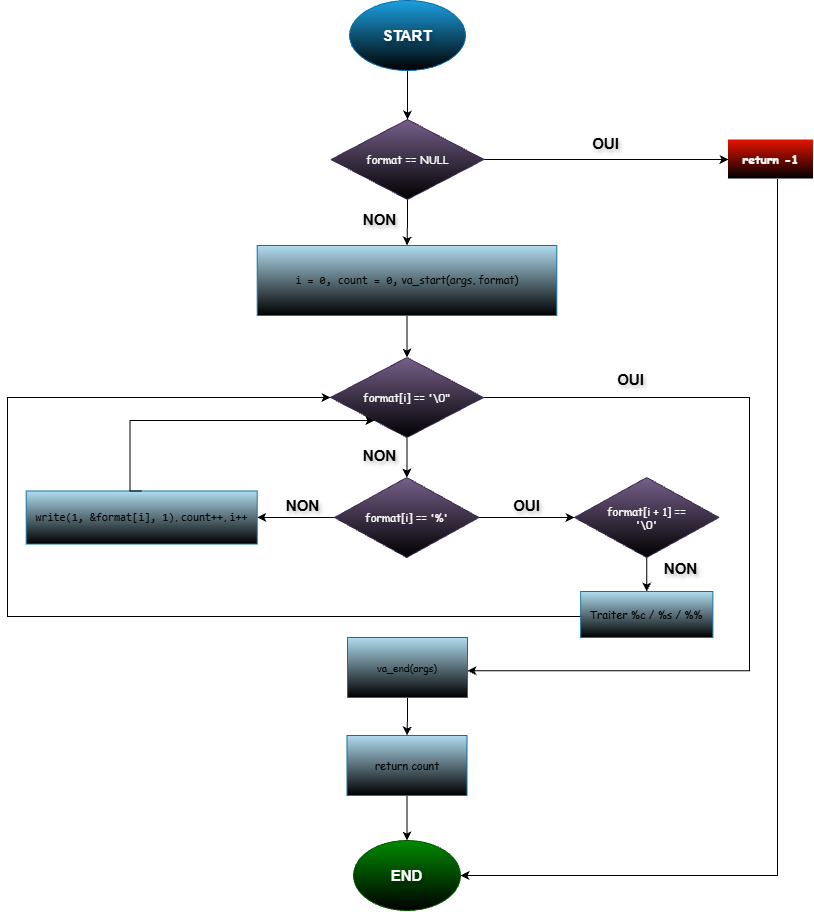 START
format == NULL
OUI
return -1
NON
i = 0, count = 0, va_start(args, format)
format[i] == '\0"
OUI
NON
write(1, &format[i], 1), count++, i++
NON
format[i] == '%'
OUI
format[i + 1] ==
'\0'
NON
Traiter %c / %s / %%
va_end(args)
return count
END